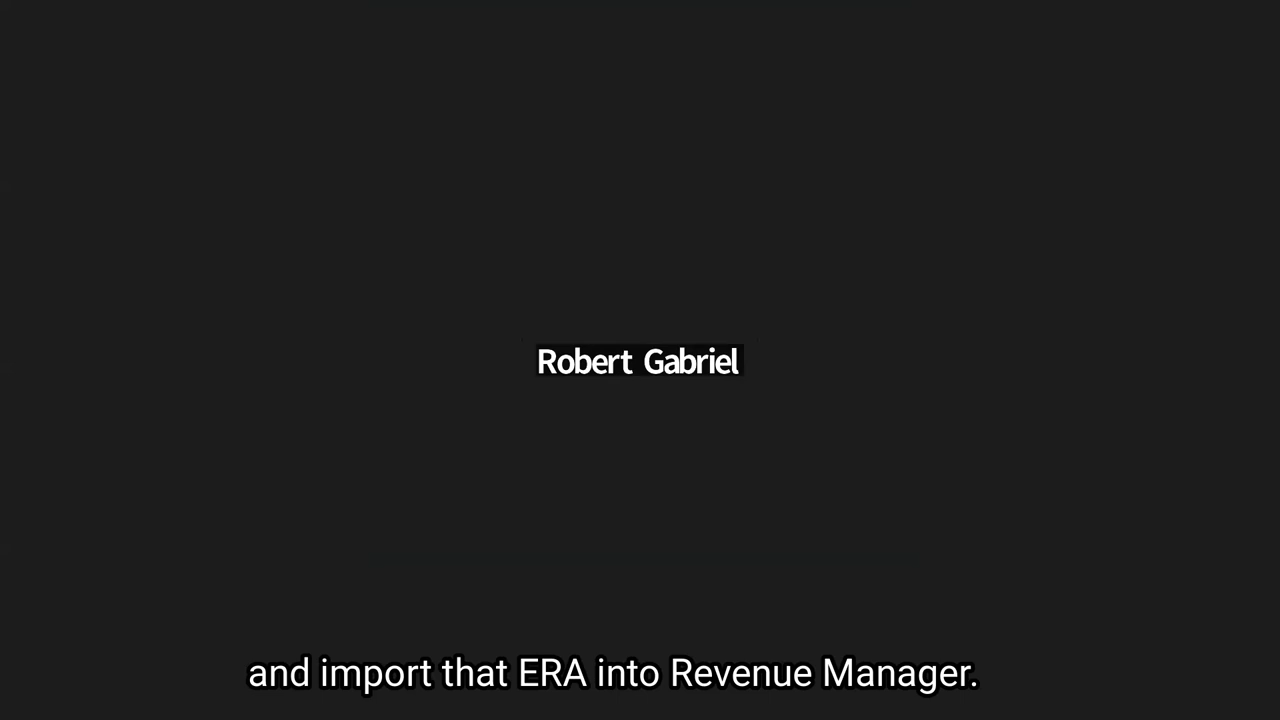 Robert Gabriel
and import that ERA into Revenue Manager.